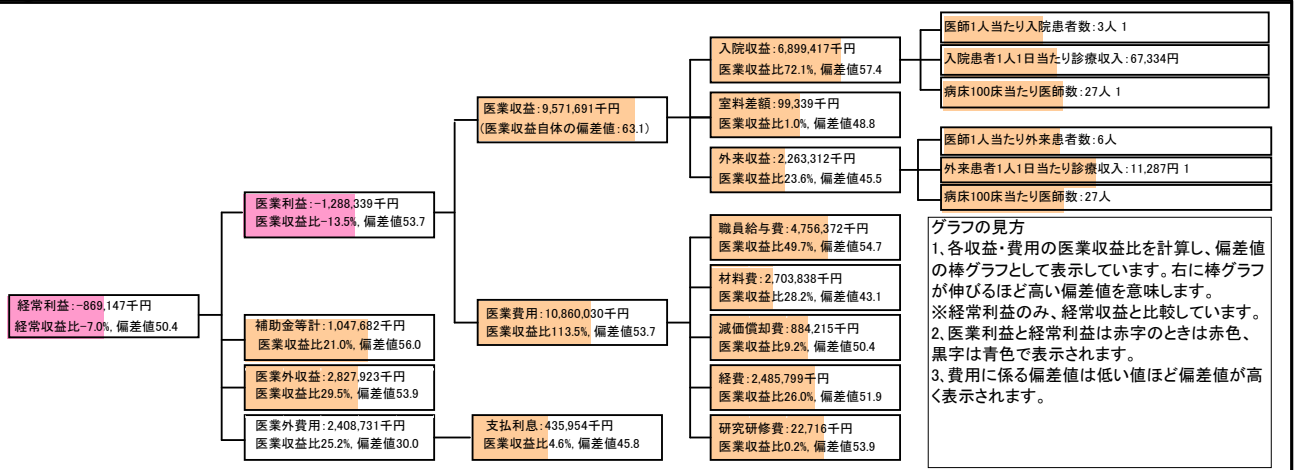 経常利益:-869,147千円
経常収益比-7.0%, 偏差値50.4
医業利益:-1,288,339千円
医業収益比-13.5%, 偏差値53.7
補助金等計:1,047,682千円
医業収益比21.0%, 偏差値56.0
医業外収益:2,827,923千円
医業収益比29.5%, 偏差値53.9
医業外費用:2,408,731千円
医業収益比25.2%, 偏差値30.0
医業収益:9,571,691千円
(医業収益自体の偏差値:63.1)
医業費用:10,860,030千円
医業収益比113.5%, 偏差値53.7
支払利息:435,954千円
医業収益比4.6%, 偏差値45.8
入院収益:6,899,417千円
医業収益比72.1%, 偏差値57.4
室料差額:99,339千円
医業収益比1.0%, 偏差値48.8
外来収益:2,263,312千円
医業収益比23.6%, 偏差値45.5
職員給与費:4,756,372千円
医業収益比49.7%, 偏差値54.7
材料費:2,703,838千円
医業収益比28.2%, 偏差値43.1
減価償却費:884,215千円
医業収益比9.2%, 偏差値50.4
経費:2,485,799千円
医業収益比26.0%, 偏差値51.9
研究研修費:22,716千円
医業収益比0.2%, 偏差値53.9
医師1人当たり入院患者数:3人 1
入院患者1人1日当たり診療収入:67,334円
病床100床当たり医師数:27人 1
医師1人当たり外来患者数:6人
外来患者1人1日当たり診療収入:11,287円 1
病床100床当たり医師数:27人
グラフの見方
1、各収益・費用の医業収益比を計算し、偏差値
の棒グラフとして表示しています。右に棒グラフ
が伸びるほど高い偏差値を意味します。
※経常利益のみ、経常収益と比較しています。
2、医業利益と経常利益は赤字のときは赤色、
黒字は青色で表示されます。
3、費用に係る偏差値は低い値ほど偏差値が高
く表示されます。